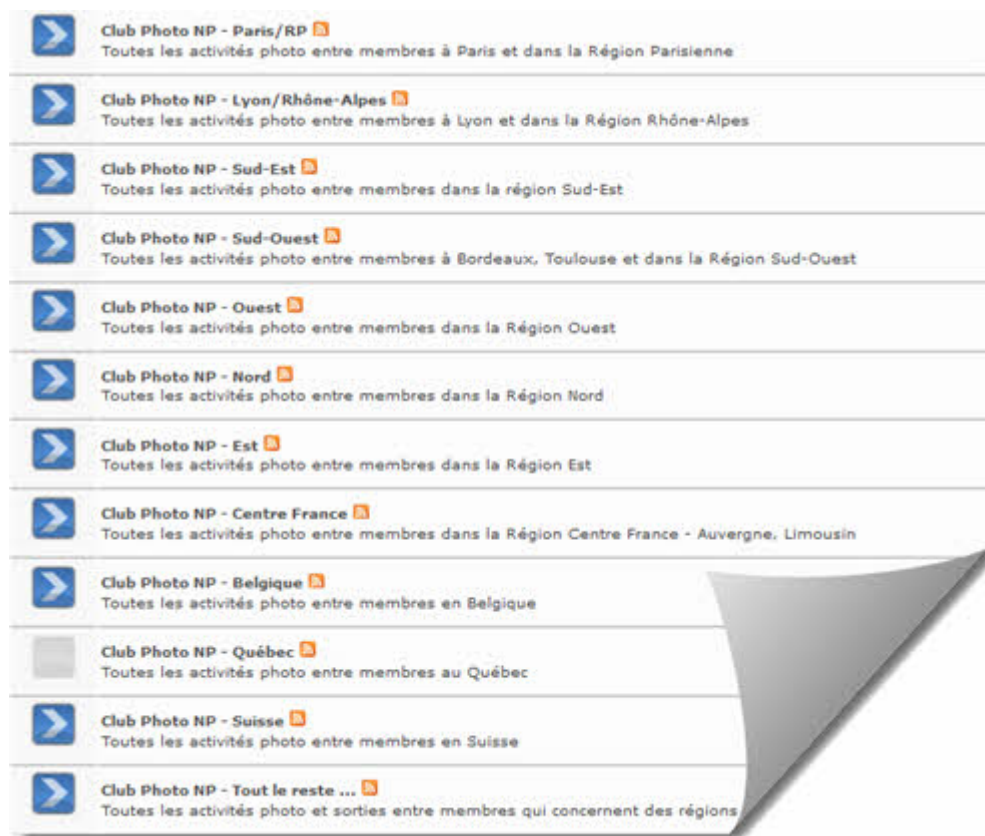 Club Photo NP - Paris/RP
Toutes les activités photo entre membres à Paris et dans la Région Parisienne
Club Photo NP - Lyon/Rhône-Alpes
Toutes les activités photo entre membres à Lyon et dans la Région Rhône-Alpes
Club Photo NP - Sud-Est
Toutes les activités photo entre membres dans la région Sud-Est
Club Photo NP - Sud-Ouest
Toutes les activités photo entre membres à Bordeaux, Toulouse et dans la Région Sud-Ouest
Club Photo NP - Ouest
Toutes les activités photo entre membres dans la Région Ouest
Club Photo NP - Nord
Toutes les activités photo entre membres dans la Région Nord
Club Photo NP - Est
Toutes les activités photo entre membres dans la Région Est
Club Photo NP - Centre France
Toutes les activités photo entre membres dans la Région Centre France - Auvergne, Limousin
Club Photo NP - Belgique
Toutes les activités photo entre membres en Belgique
Club Photo NP - Québec
Toutes les activités photo entre membres au Québec
Club Photo NP - Suisse
Toutes les activités photo entre membres en Suisse
Club Photo NP - Tout le reste ...
Toutes les activités photo et sorties entre membres qui concernent des régions